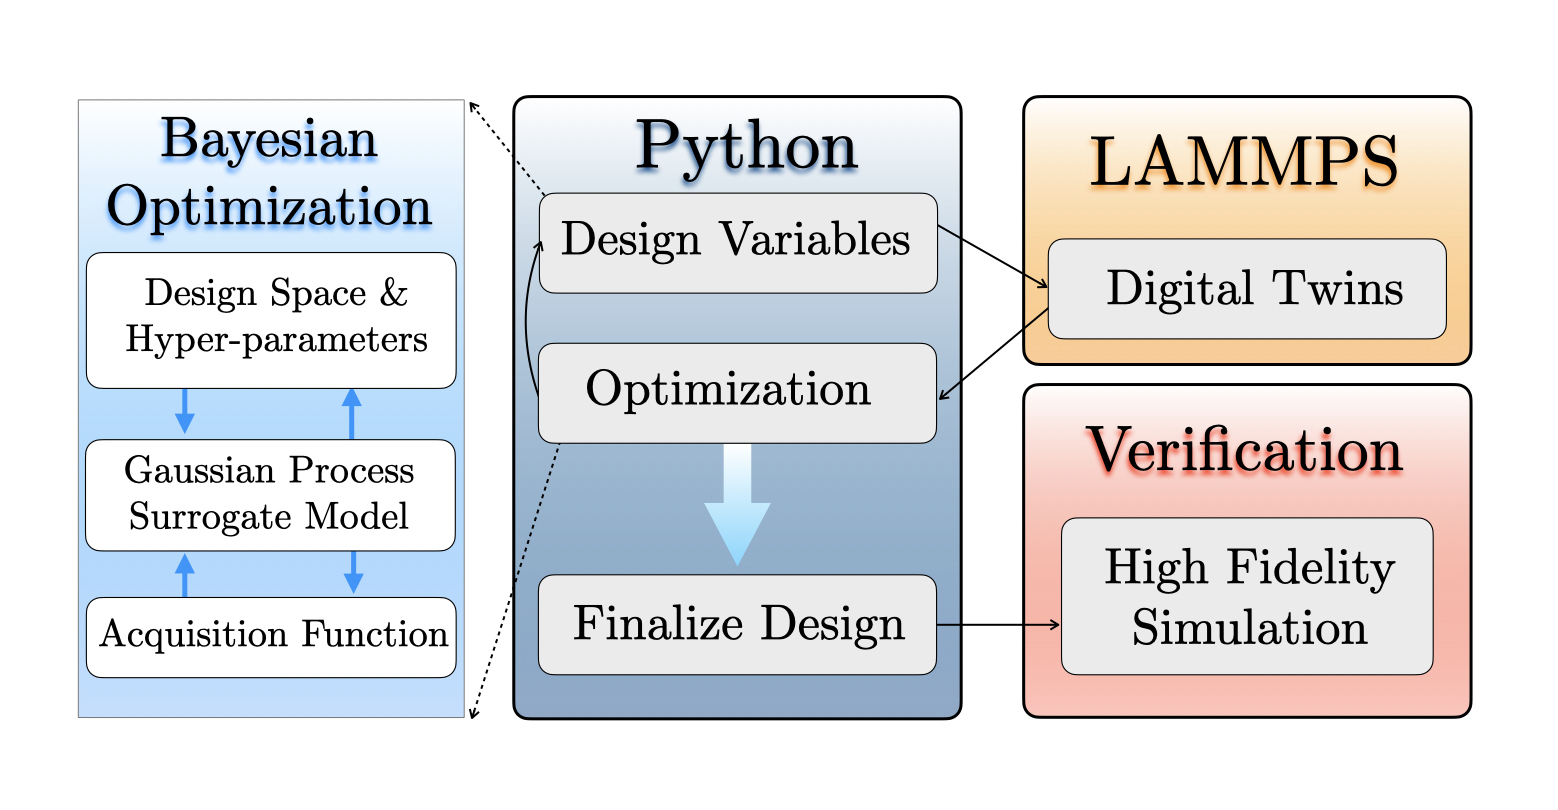 Bayesian
Optimization
Design Space &
Hyper-parameters
Gaussian Process
Surrogate Model
Acquisition Function
Python
Design Variables
Optimization
Finalize Design
LAMMPS
Digital Twins
Verification
High Fidelity
Simulation